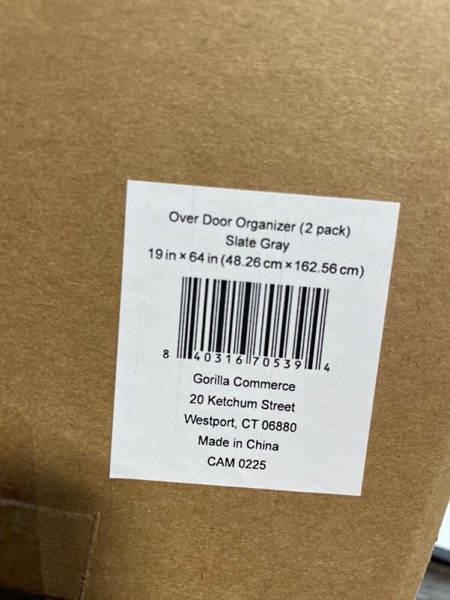 Over Door Organizer (2 pack)
Slate Gray
19 in × 64 in (48.26 cm × 162.56 cm)
8 40316 70539 4
Gorilla Commerce
20 Ketchum Street
Westport, CT 06880
Made in China
CAM 0225